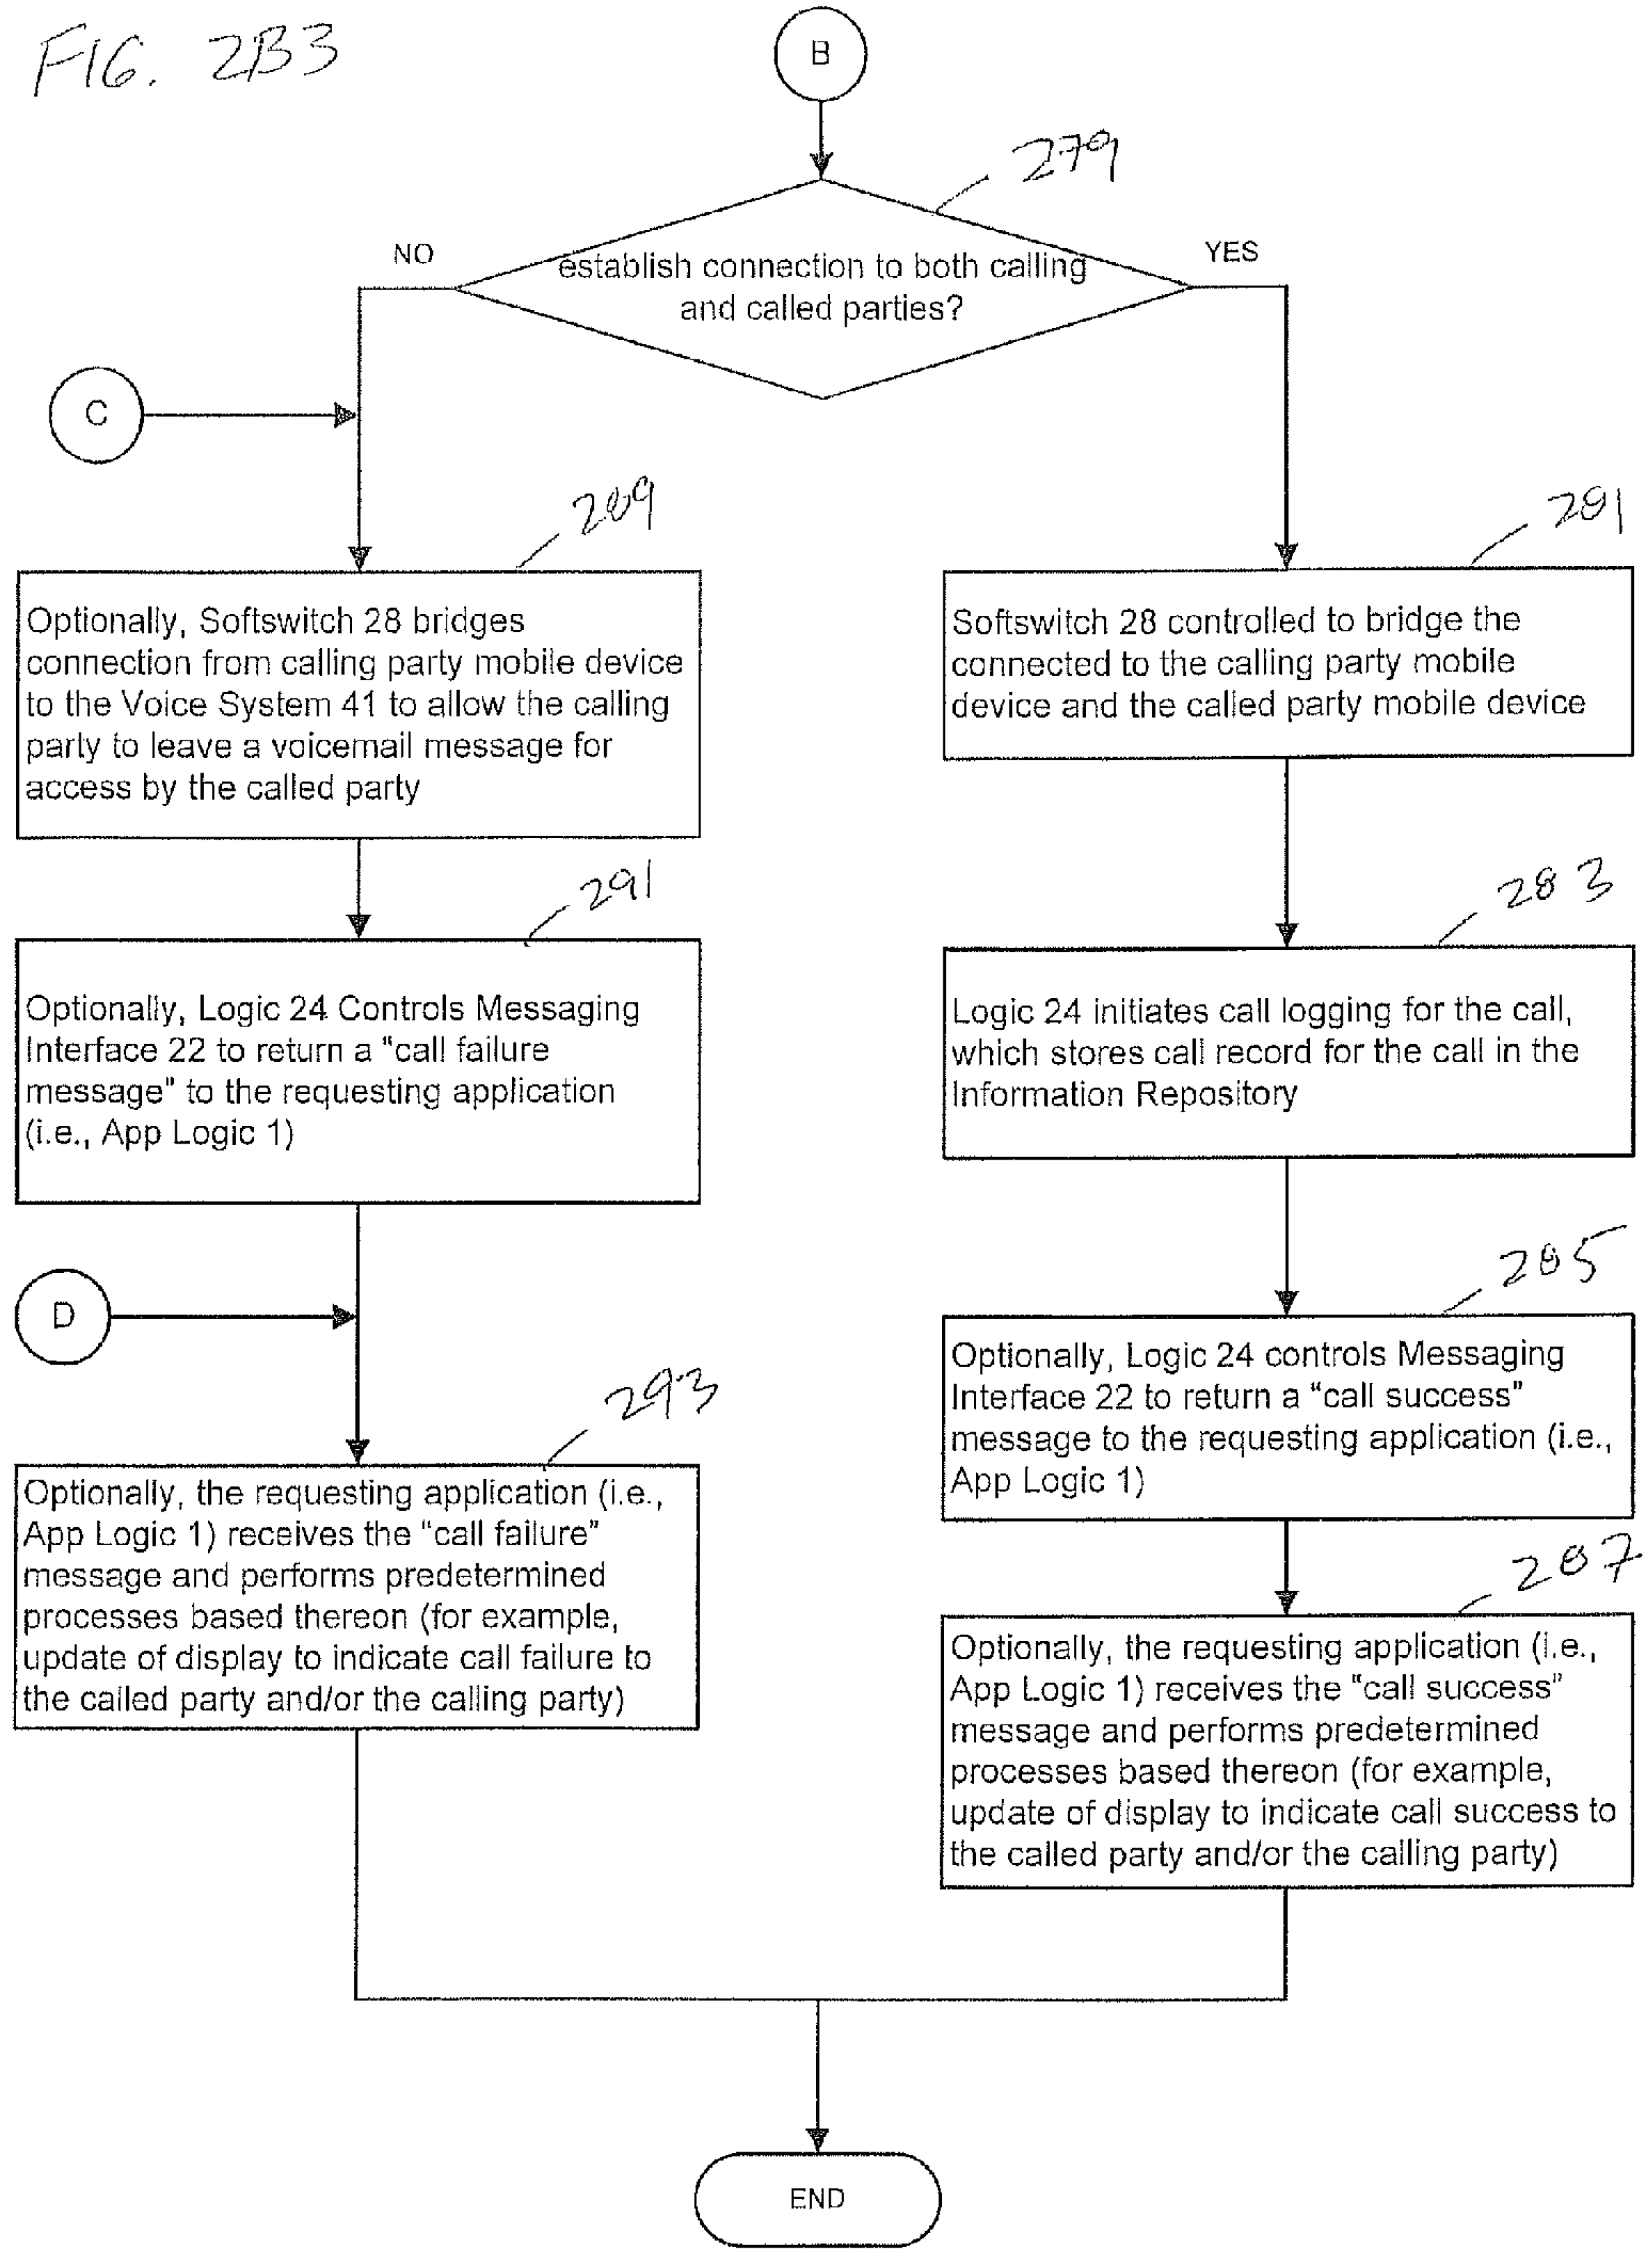 FIG. 2B3
B
279
NO
YES
establish connection to both calling
and called parties?
C
289
Optionally, Softswitch 28 bridges
connection from calling party mobile device
to the Voice System 41 to allow the calling
party to leave a voicemail message for
access by the called party
281
Softswitch 28 controlled to bridge the
connected to the calling party mobile
device and the called party mobile device
291
Optionally, Logic 24 Controls Messaging
Interface 22 to return a "call failure
message" to the requesting application
(i.e., App Logic 1)
283
Logic 24 initiates call logging for the call,
which stores call record for the call in the
Information Repository
D
285
Optionally, Logic 24 controls Messaging
Interface 22 to return a “call success”
message to the requesting application (i.e.,
App Logic 1)
293
Optionally, the requesting application (i.e.,
App Logic 1) receives the “call failure”
message and performs predetermined
processes based thereon (for example,
update of display to indicate call failure to
the called party and/or the calling party)
287
Optionally, the requesting application (i.e.,
App Logic 1) receives the “call success”
message and performs predetermined
processes based thereon (for example,
update of display to indicate call success to
the called party and/or the calling party)
END